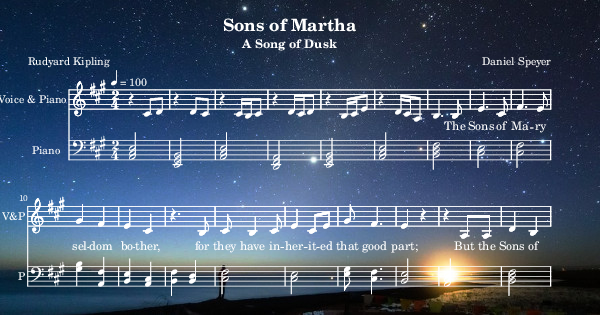 Sons of Martha
A Song of Dusk
Rudyard Kipling Daniel Speyer
= 100
Voice & Piano
The Sons of Ma-ry
Piano
10
V&P
sel-dom bo-ther, for they have in-her-it-ed that good part; But the Sons of
P